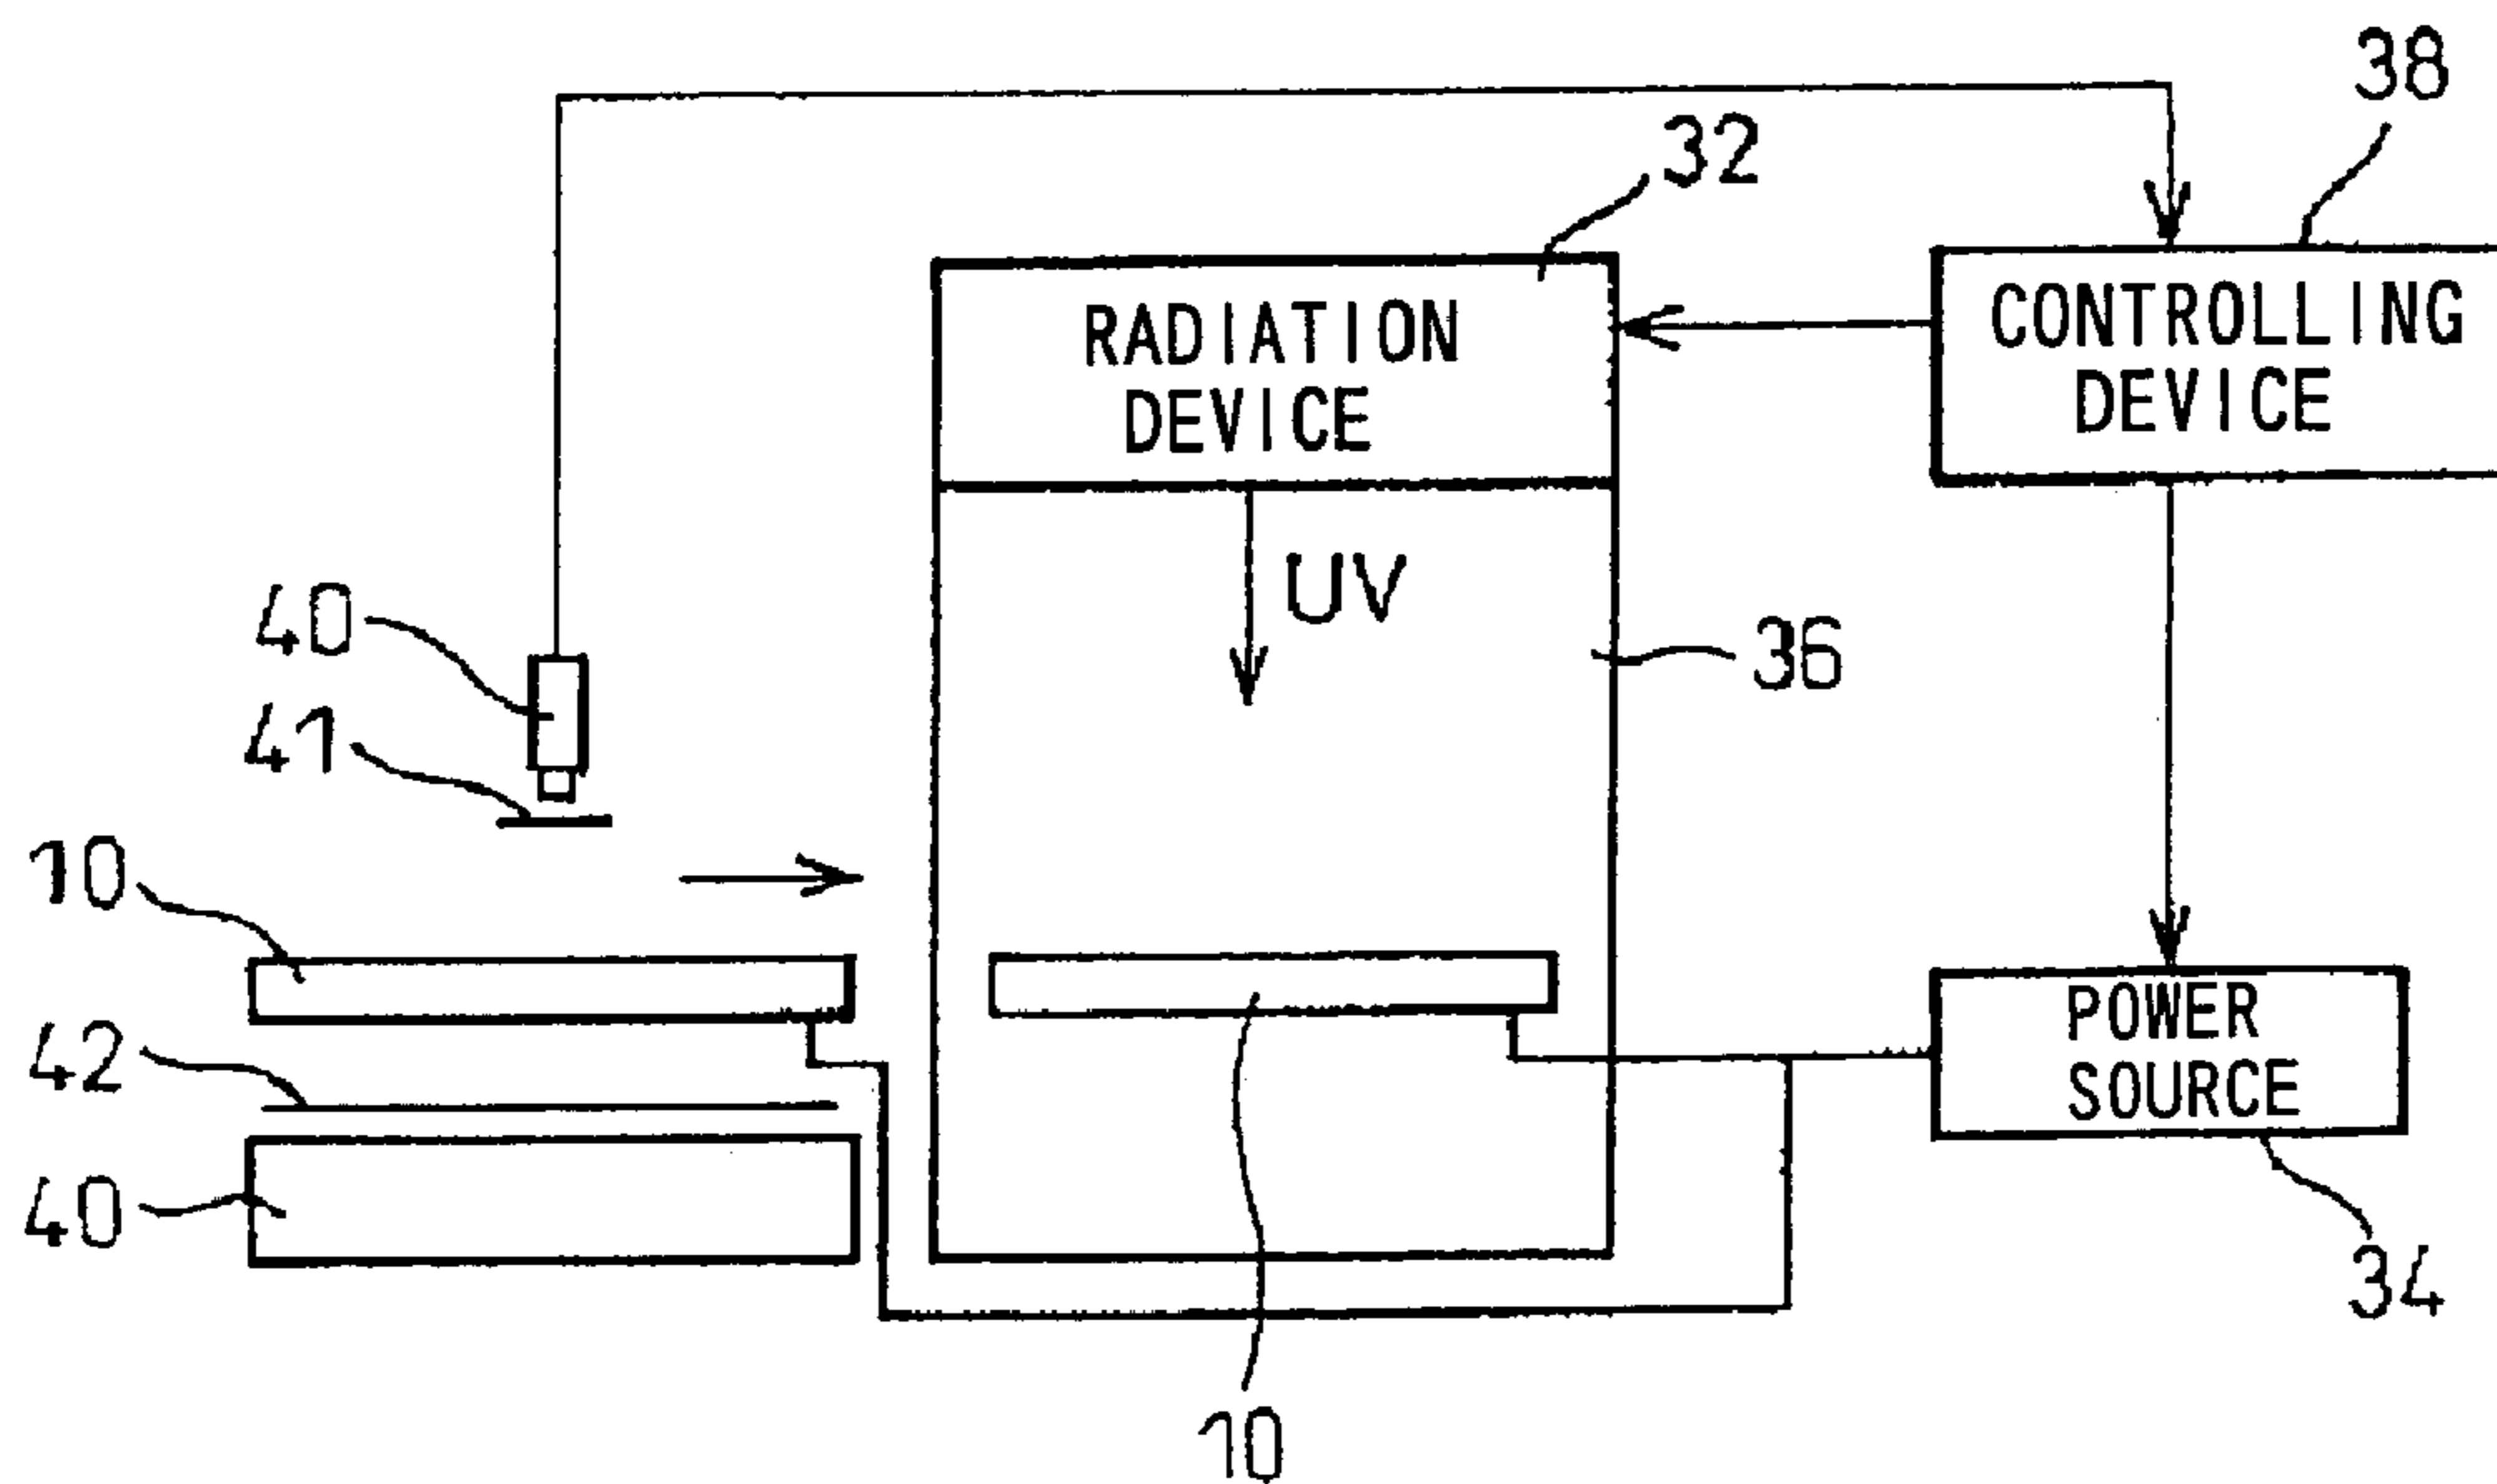 38
32
RADIATION
DEVICE
CONTROLLING
DEVICE
UV
40
36
41
10
42
POWER
SOURCE
40
34
10